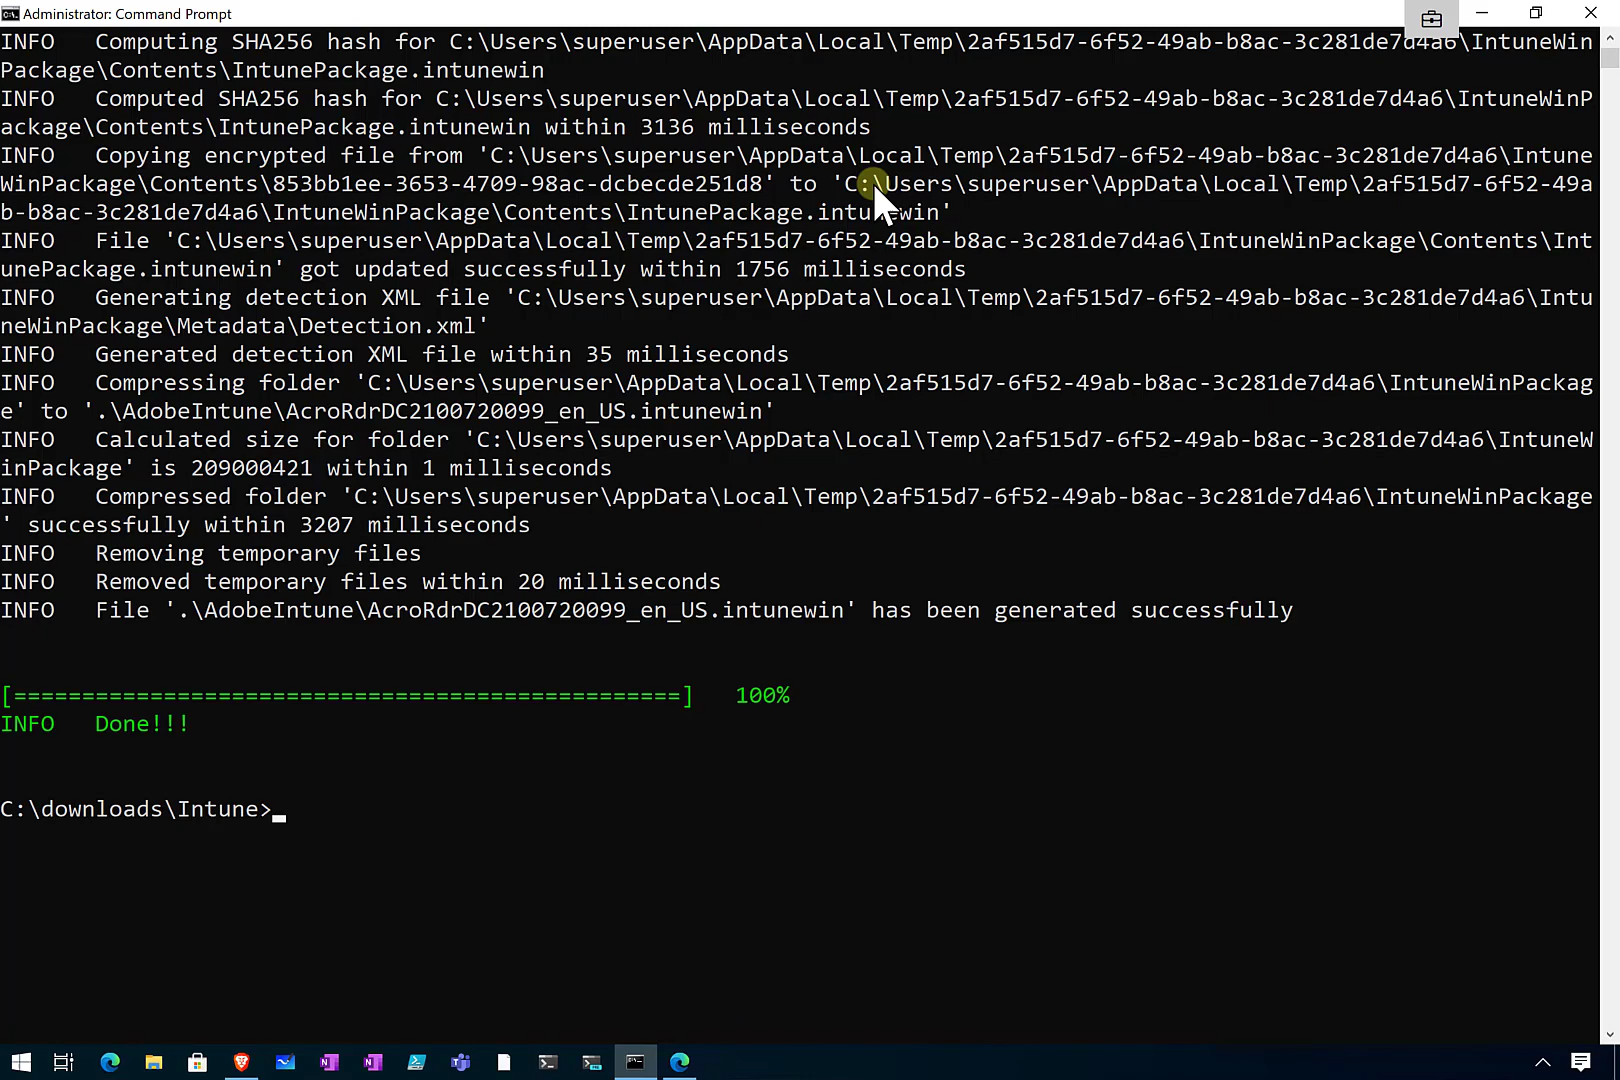 Administrator: Command Prompt
INFO   Computing SHA256 hash for C:\Users\superuser\AppData\Local\Temp\2af515d7-6f52-49ab-b8ac-3c281de7d4a6\IntuneWin
Package\Contents\IntunePackage.intunewin
INFO   Computed SHA256 hash for C:\Users\superuser\AppData\Local\Temp\2af515d7-6f52-49ab-b8ac-3c281de7d4a6\IntuneWinP
ackage\Contents\IntunePackage.intunewin within 3136 milliseconds
INFO   Copying encrypted file from 'C:\Users\superuser\AppData\Local\Temp\2af515d7-6f52-49ab-b8ac-3c281de7d4a6\Intune
WinPackage\Contents\853bb1ee-3653-4709-98ac-dcbecde251d8' to 'C:\Users\superuser\AppData\Local\Temp\2af515d7-6f52-49a
b-b8ac-3c281de7d4a6\IntuneWinPackage\Contents\IntunePackage.intunewin'
INFO   File 'C:\Users\superuser\AppData\Local\Temp\2af515d7-6f52-49ab-b8ac-3c281de7d4a6\IntuneWinPackage\Contents\Int
unePackage.intunewin' got updated successfully within 1756 milliseconds
INFO   Generating detection XML file 'C:\Users\superuser\AppData\Local\Temp\2af515d7-6f52-49ab-b8ac-3c281de7d4a6\Intu
neWinPackage\Metadata\Detection.xml'
INFO   Generated detection XML file within 35 milliseconds
INFO   Compressing folder 'C:\Users\superuser\AppData\Local\Temp\2af515d7-6f52-49ab-b8ac-3c281de7d4a6\IntuneWinPackag
e' to '.\AdobeIntune\AcroRdrDC2100720099_en_US.intunewin'
INFO   Calculated size for folder 'C:\Users\superuser\AppData\Local\Temp\2af515d7-6f52-49ab-b8ac-3c281de7d4a6\IntuneW
inPackage' is 209000421 within 1 milliseconds
INFO   Compressed folder 'C:\Users\superuser\AppData\Local\Temp\2af515d7-6f52-49ab-b8ac-3c281de7d4a6\IntuneWinPackage
' successfully within 3207 milliseconds
INFO   Removing temporary files
INFO   Removed temporary files within 20 milliseconds
INFO   File '.\AdobeIntune\AcroRdrDC2100720099_en_US.intunewin' has been generated successfully
[=================================================]   100%
INFO   Done!!!
C:\downloads\Intune>